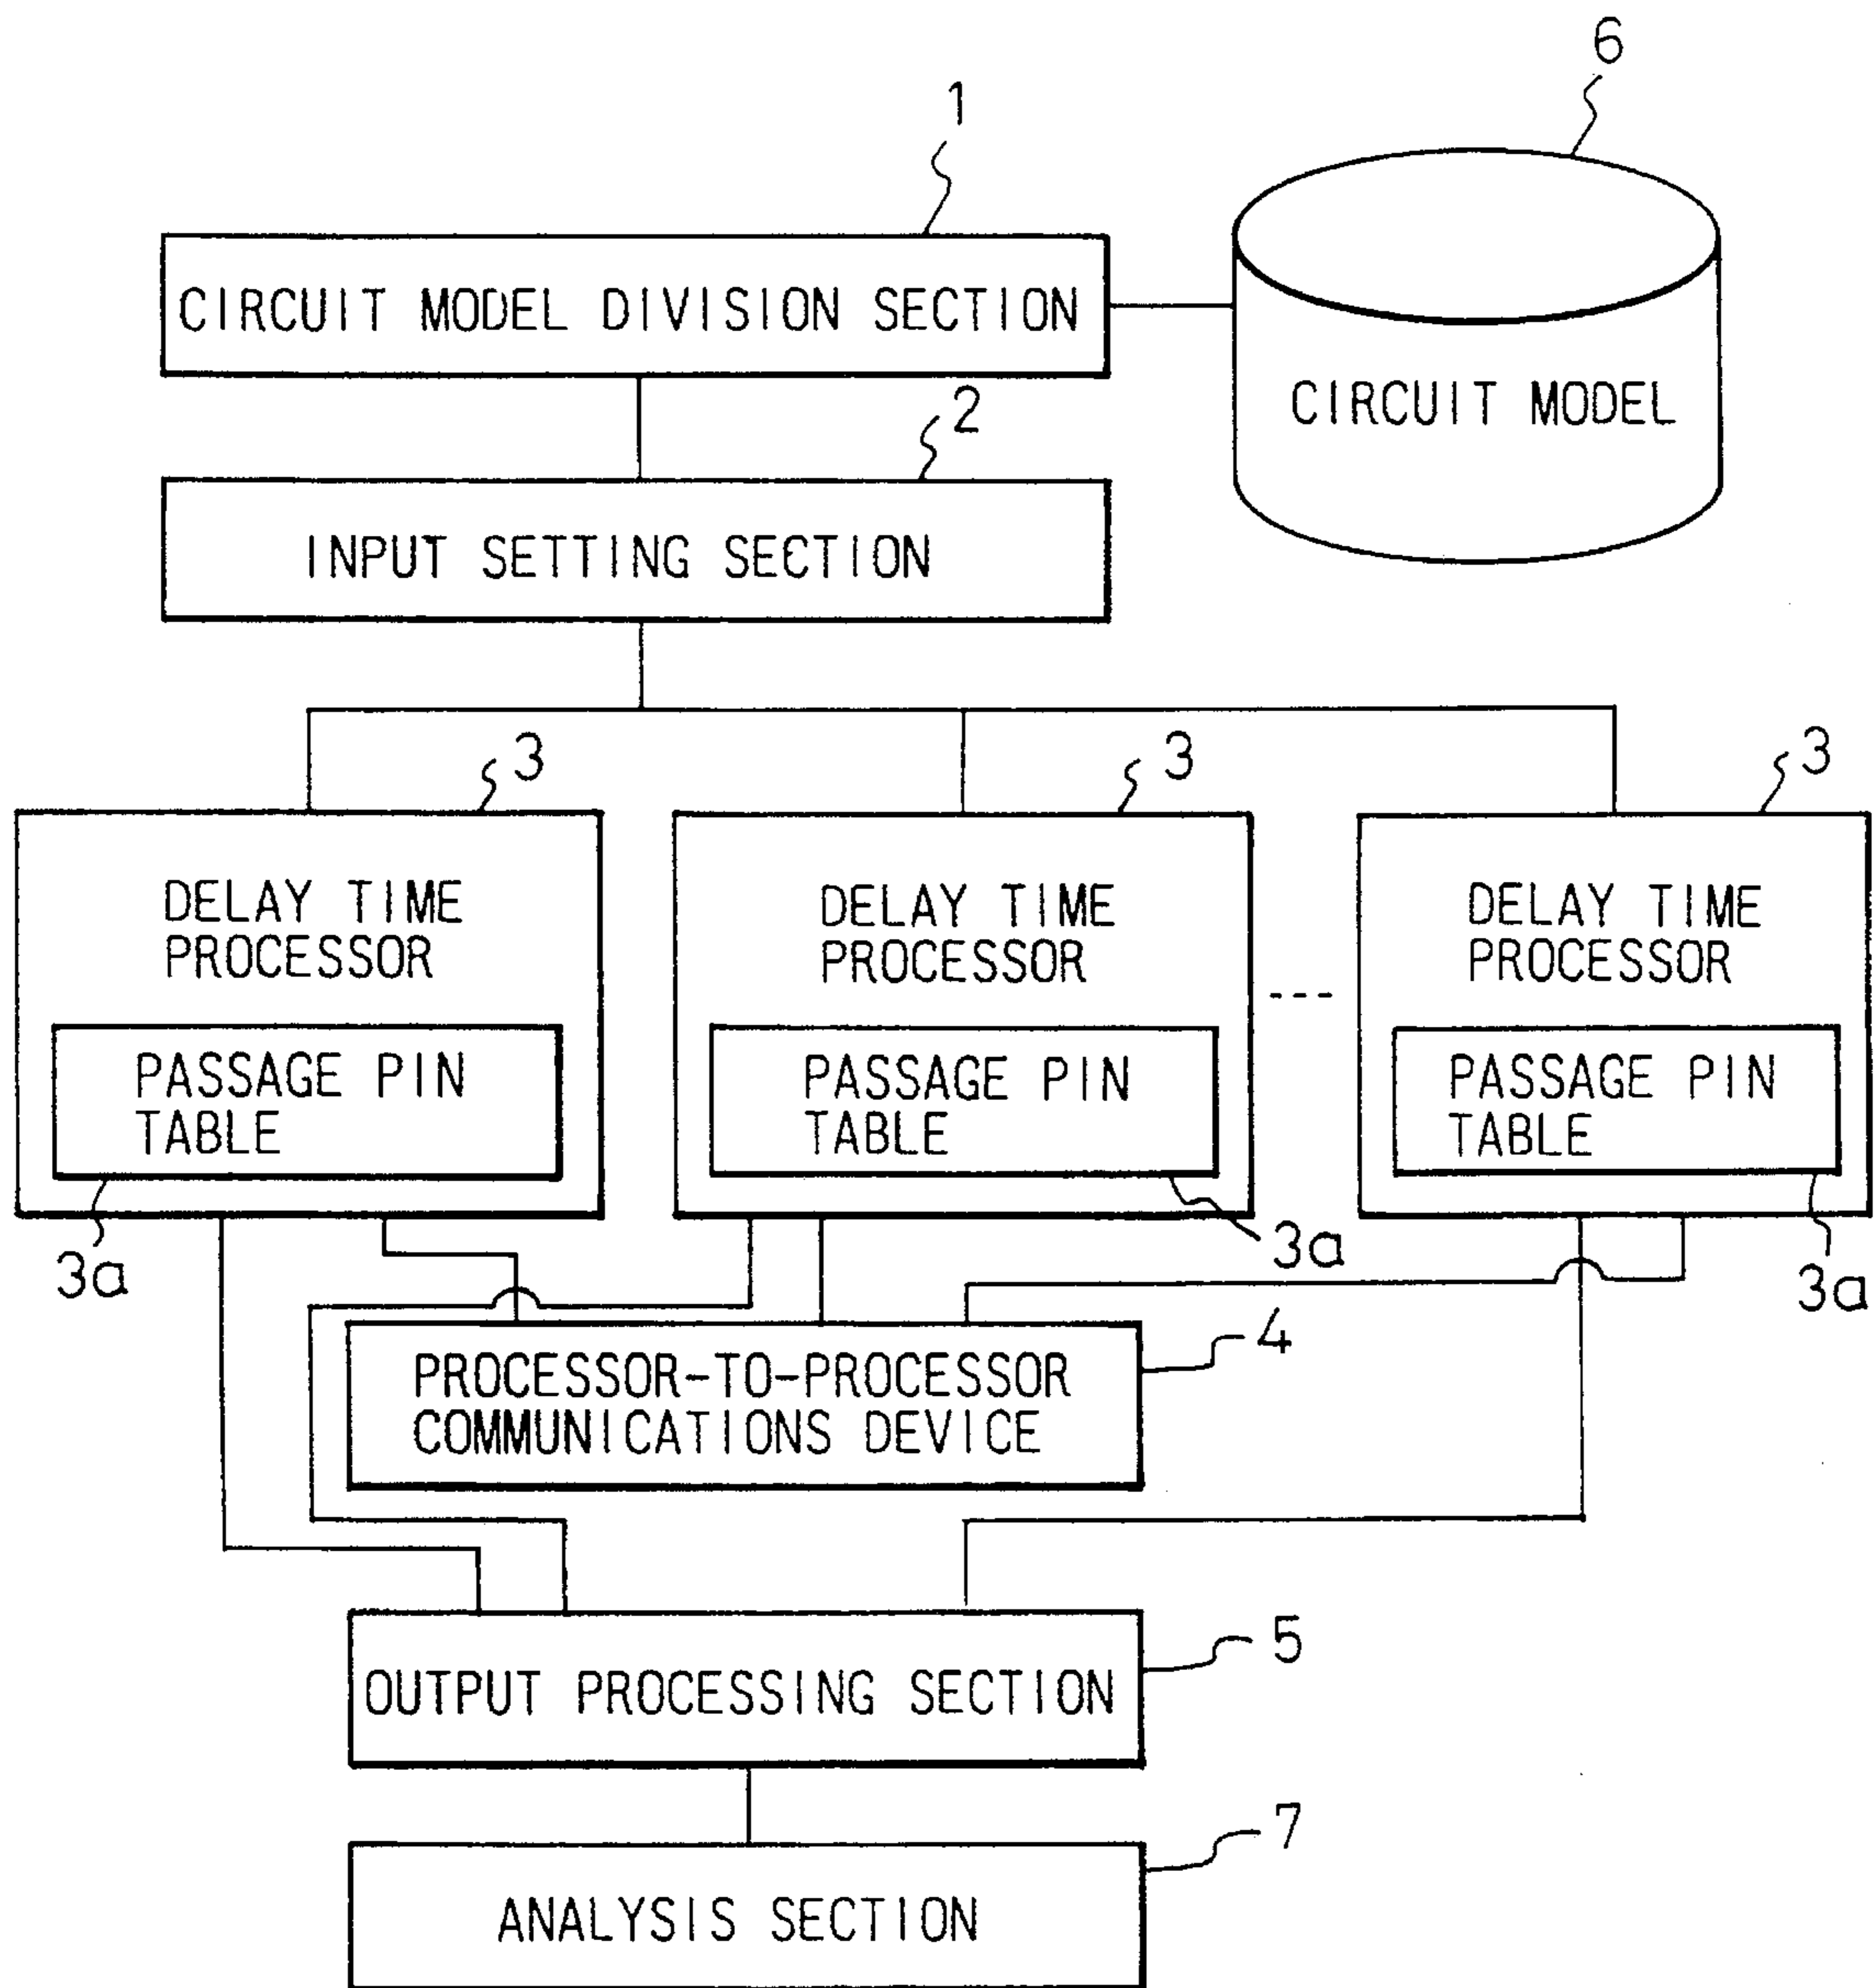 6
1
CIRCUIT MODEL DIVISION SECTION
CIRCUIT MODEL
2
INPUT SETTING SECTION
3
3
3
DELAY TIME
PROCESSOR
DELAY TIME
PROCESSOR
---
DELAY TIME
PROCESSOR
PASSAGE PIN
TABLE
PASSAGE PIN
TABLE
PASSAGE PIN
TABLE
3a
3a
3a
4
PROCESSOR-TO-PROCESSOR
COMMUNICATIONS DEVICE
5
OUTPUT PROCESSING SECTION
7
ANALYSIS SECTION